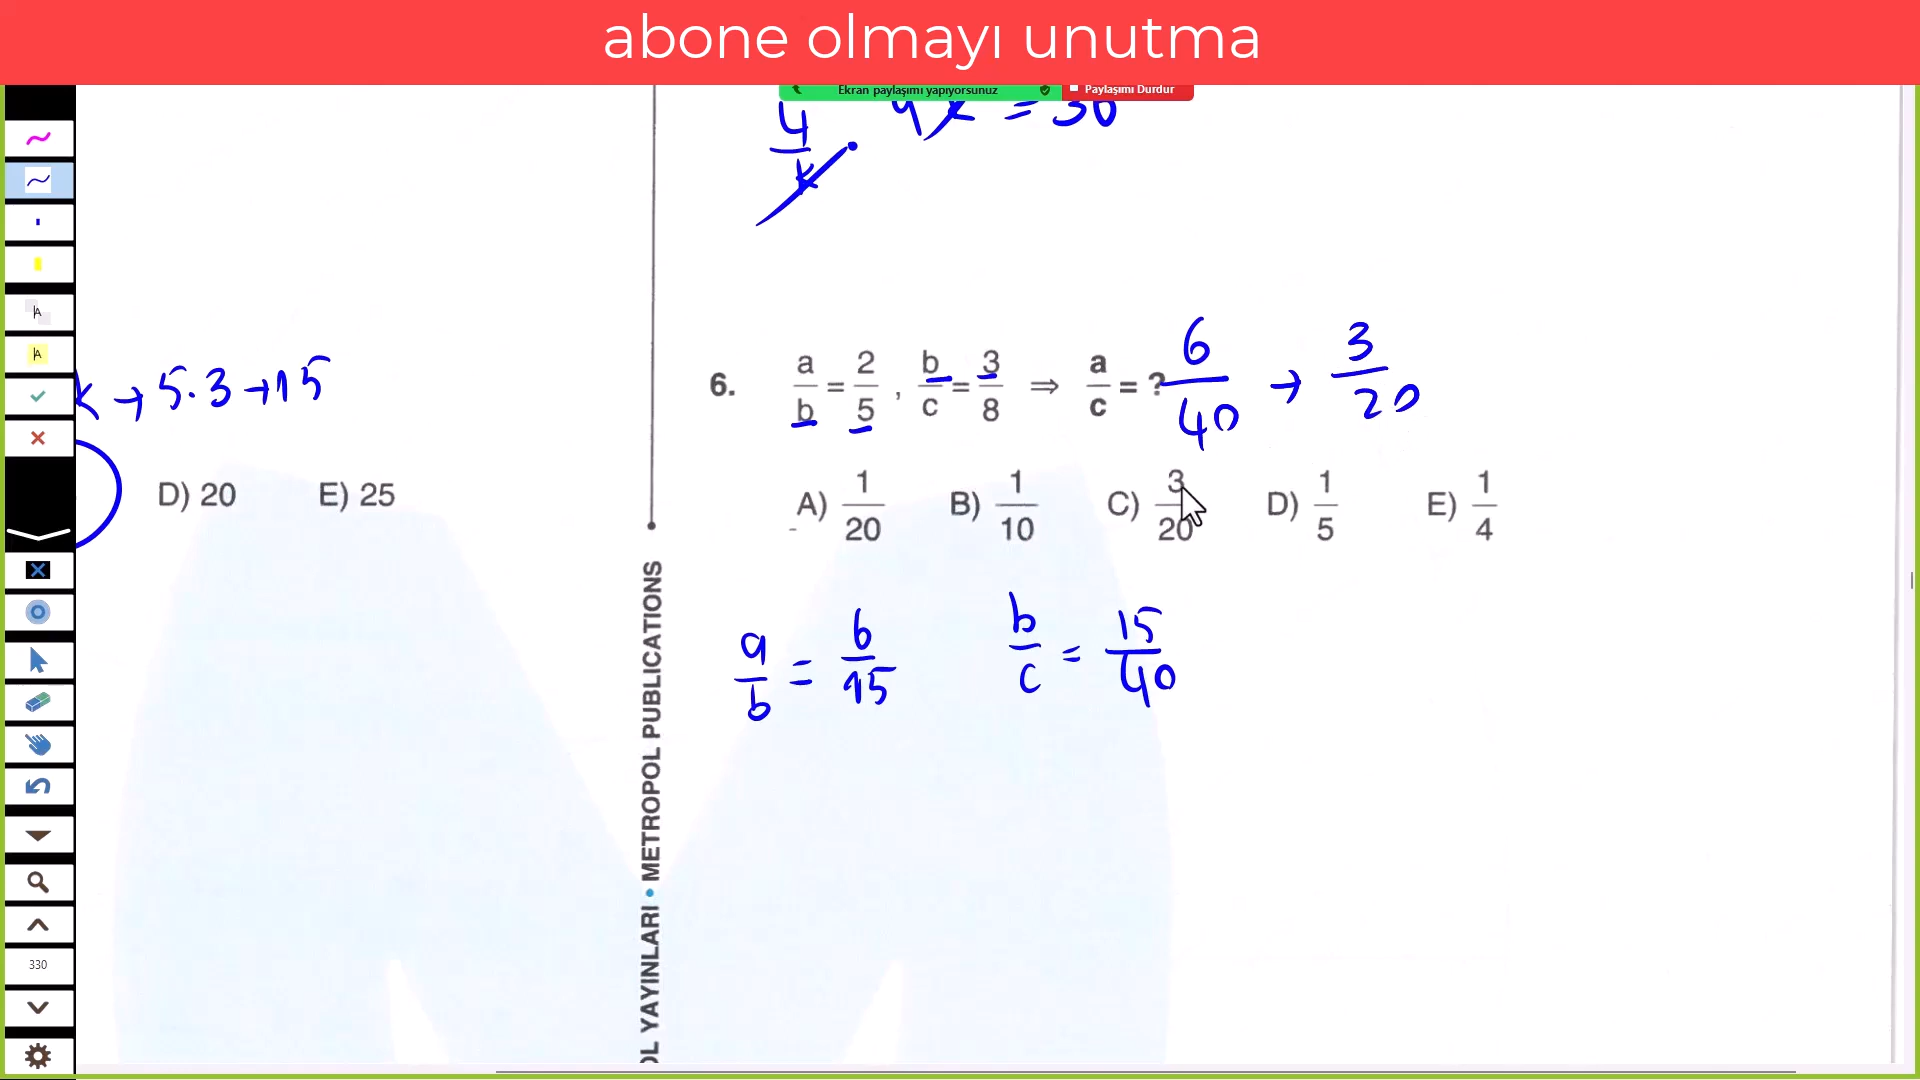 abone olmayı unutma
Ekran paylaşımı yapıyorsunuz Paylaşımı Durdur
4/k 4k = 30
k → 5.3 → 15
D) 20 E) 25
6. a/b = 2/5 , b/c = 3/8 ⇒ a/c = ? 6/40 → 3/20
A) 1/20 B) 1/10 C) 3/20 D) 1/5 E) 1/4
a/b = 6/15 b/c = 15/40
OL YAYINLARI • METROPOL PUBLICATIONS
A
A
330